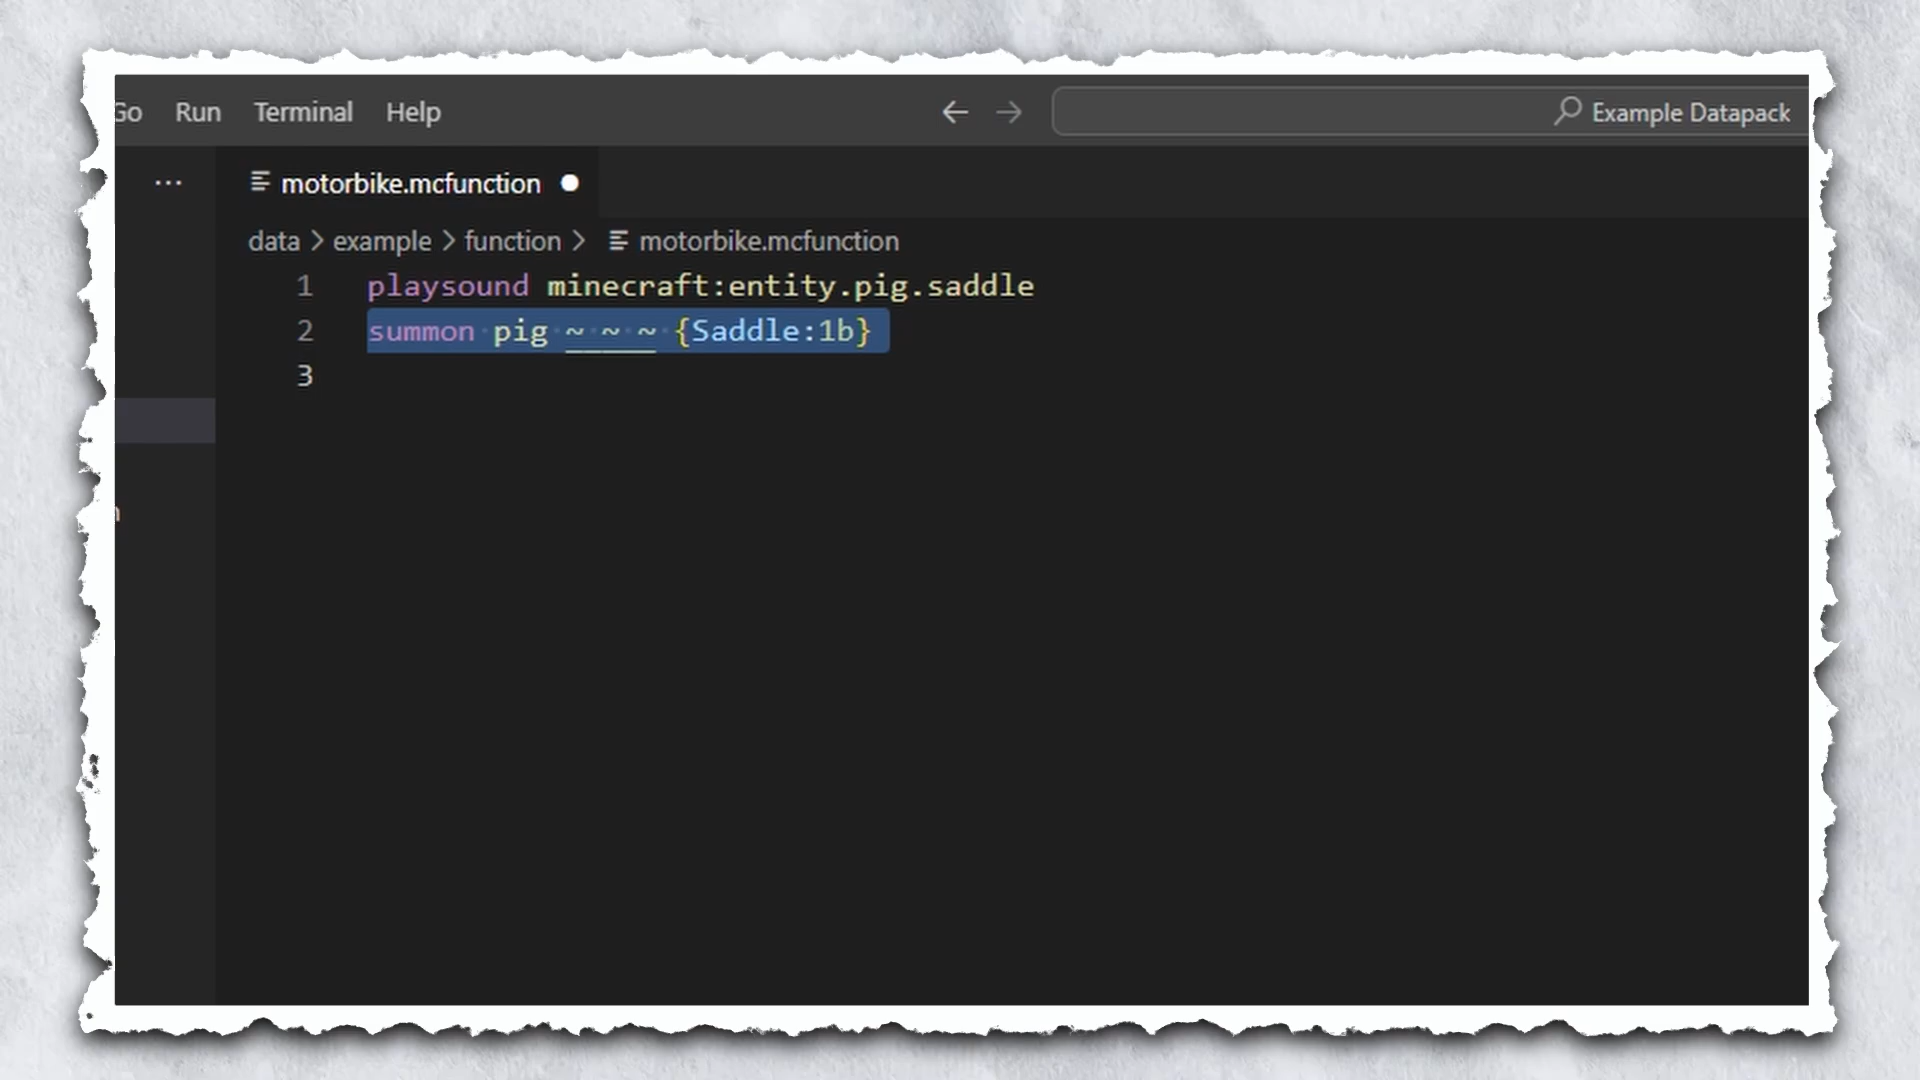 Go Run Terminal Help
Example Datapack
motorbike.mcfunction
data > example > function > motorbike.mcfunction
1 playsound minecraft:entity.pig.saddle
2 summon pig ~ ~ ~ {Saddle:1b}
3